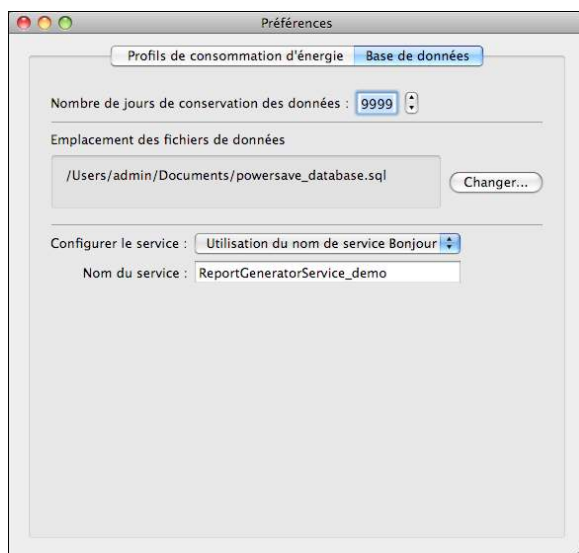 Préférences
Profils de consommation d'énergie Base de données
Nombre de jours de conservation des données : 9999
Emplacement des fichiers de données
/Users/admin/Documents/powersave_database.sql
Changer...
Configurer le service : Utilisation du nom de service Bonjour
Nom du service : ReportGeneratorService_demo